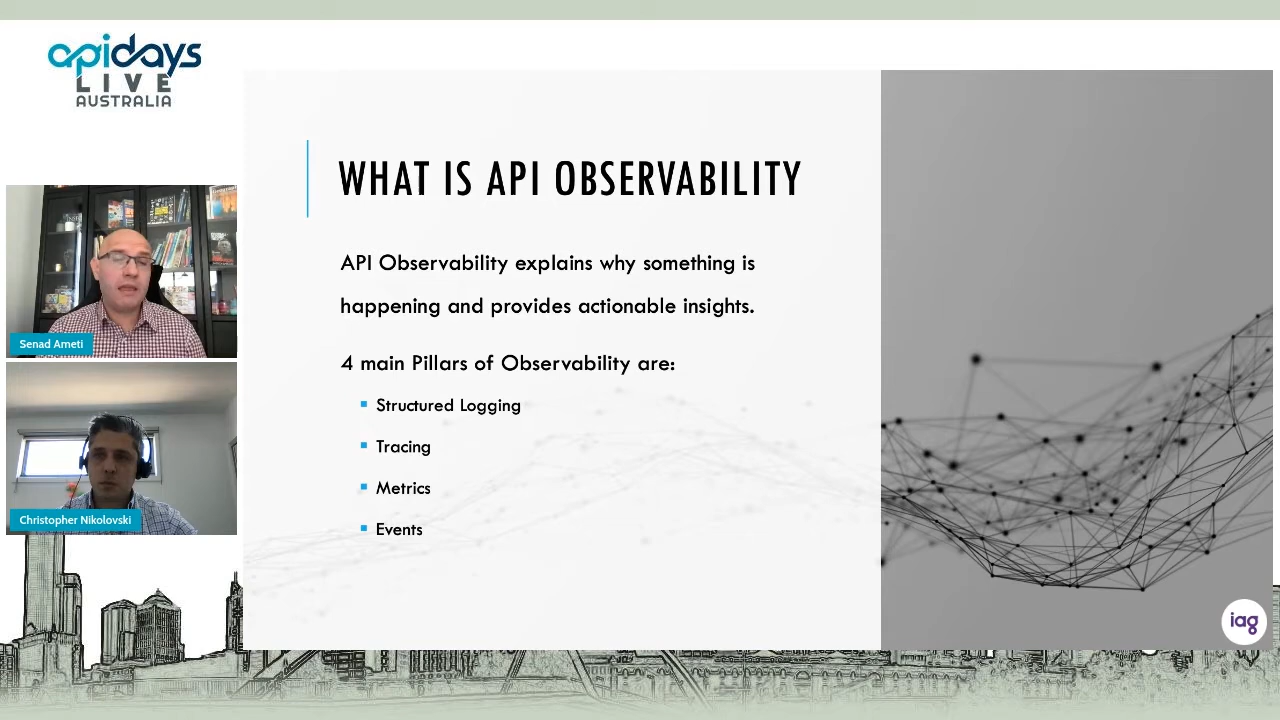 apidays
LIVE
AUSTRALIA
Senad Ameti
Christopher Nikolovski
WHAT IS API OBSERVABILITY
API Observability explains why something is
happening and provides actionable insights.
4 main Pillars of Observability are:
Structured Logging
Tracing
Metrics
Events
iag